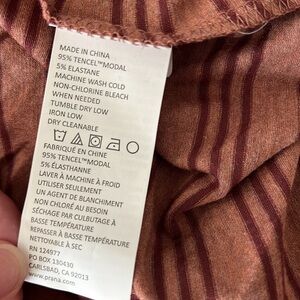 MADE IN CHINA
95% TENCEL™MODAL
5% ELASTANE
MACHINE WASH COLD
NON-CHLORINE BLEACH
WHEN NEEDED
TUMBLE DRY LOW
IRON LOW
DRY CLEANABLE
FABRIQUÉ EN CHINE
95% TENCEL™MODAL
5% ÉLASTHANNE
LAVER À MACHINE À FROID
UTILISER SEULEMENT
UN AGENT DE BLANCHIMENT
NON CHLORÉ AU BESOIN
SÉCHAGE PAR CULBUTAGE À
BASSE TEMPÉRATURE
REPASSER À BASSE TEMPÉRATURE
NETTOYABLE À SEC
RN 124977
PO BOX 130430
CARLSBAD, CA 92013
www.prana.com